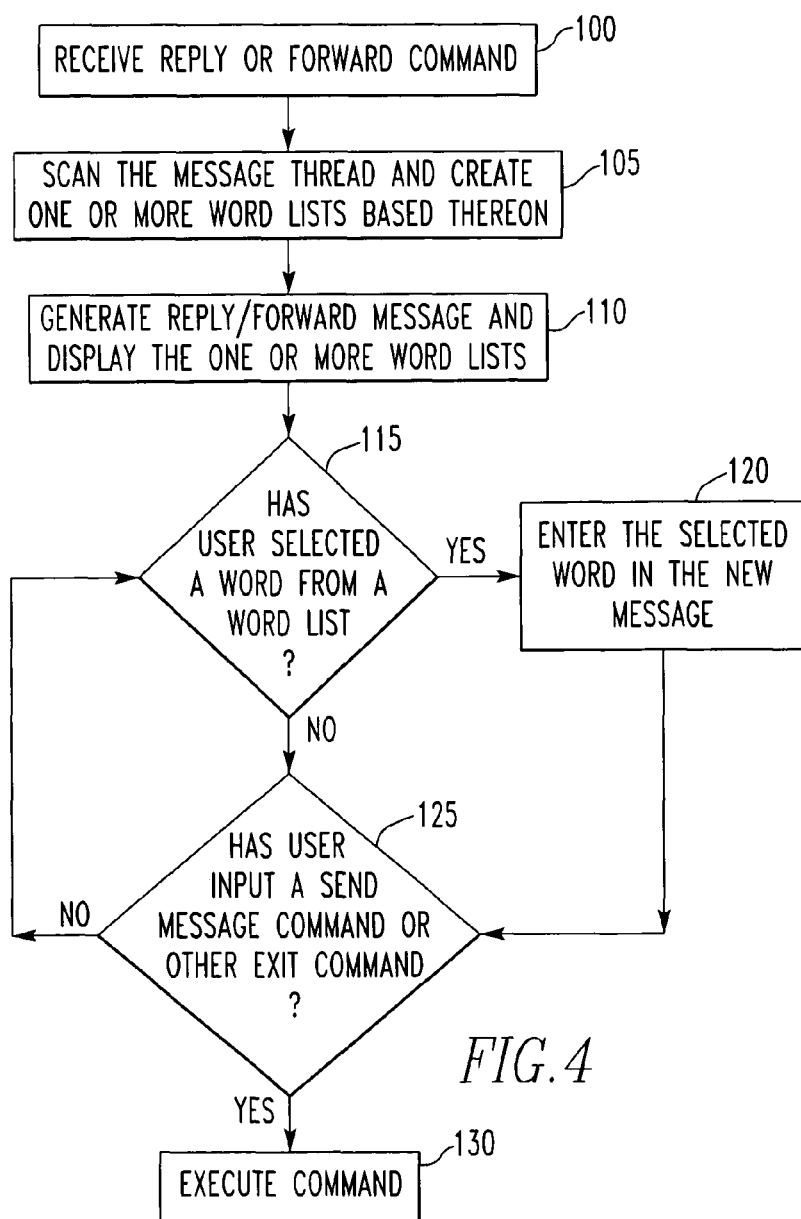 100
RECEIVE REPLY OR FORWARD COMMAND
105
SCAN THE MESSAGE THREAD AND CREATE
ONE OR MORE WORD LISTS BASED THEREON
110
GENERATE REPLY/FORWARD MESSAGE AND
DISPLAY THE ONE OR MORE WORD LISTS
115
HAS
USER SELECTED
A WORD FROM A
WORD LIST
?
YES
120
ENTER THE SELECTED
WORD IN THE NEW
MESSAGE
NO
125
HAS USER
INPUT A SEND
MESSAGE COMMAND OR
OTHER EXIT COMMAND
?
NO
YES
FIG.4
130
EXECUTE COMMAND